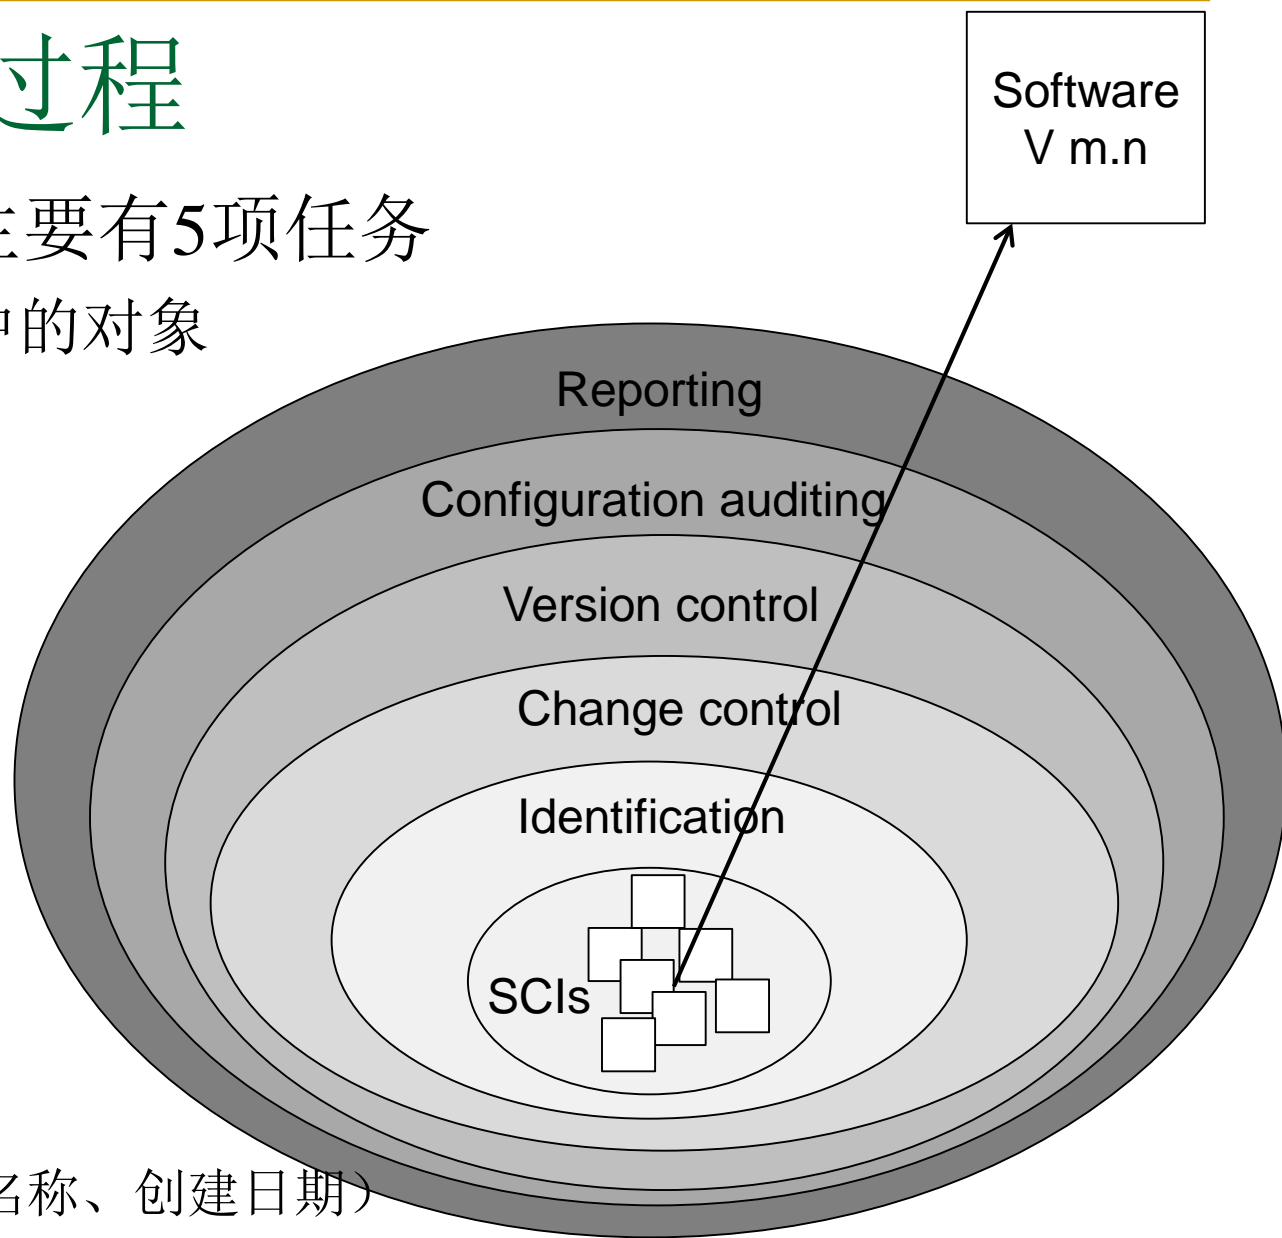 过程
Software
V m.n
主要有5项任务
中的对象
Reporting
Configuration auditing
Version control
Change control
Identification
SCIs
名称、创建日期）